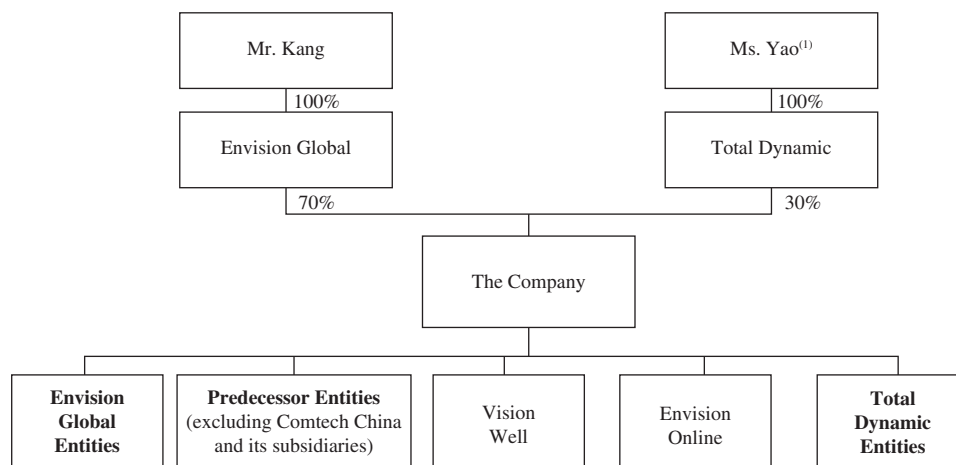 Mr. Kang
Ms. Yao(1)
100%
100%
Envision Global
Total Dynamic
70%
30%
The Company
Envision
Global
Entities
Predecessor Entities
(excluding Comtech China
and its subsidiaries)
Vision
Well
Envision
Online
Total
Dynamic
Entities